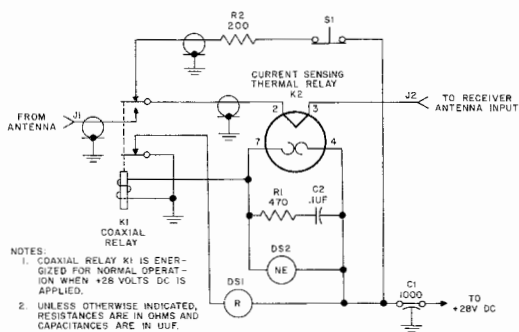 R2
200
S1
CURRENT SENSING
THERMAL RELAY
K2
FROM
ANTENNA
J1
2
3
J2
TO RECEIVER
ANTENNA INPUT
7
4
R1
470
C2
.1UF
K1
COAXIAL
RELAY
DS2
NE
DS1
R
C1
1000
TO
+28V DC
NOTES:
1. COAXIAL RELAY K1 IS ENER-
GIZED FOR NORMAL OPERAT-
ION WHEN +28 VOLTS DC IS
APPLIED.
2. UNLESS OTHERWISE INDICATED,
RESISTANCES ARE IN OHMS AND
CAPACITANCES ARE IN UUF.